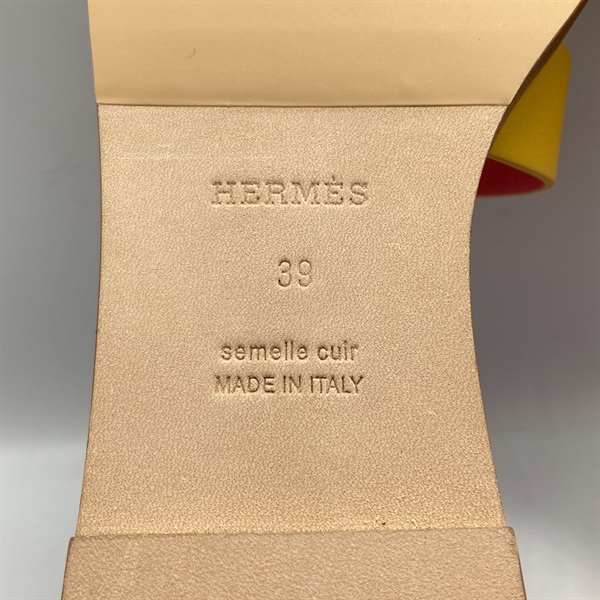 HERMÈS
39
semelle cuir
MADE IN ITALY